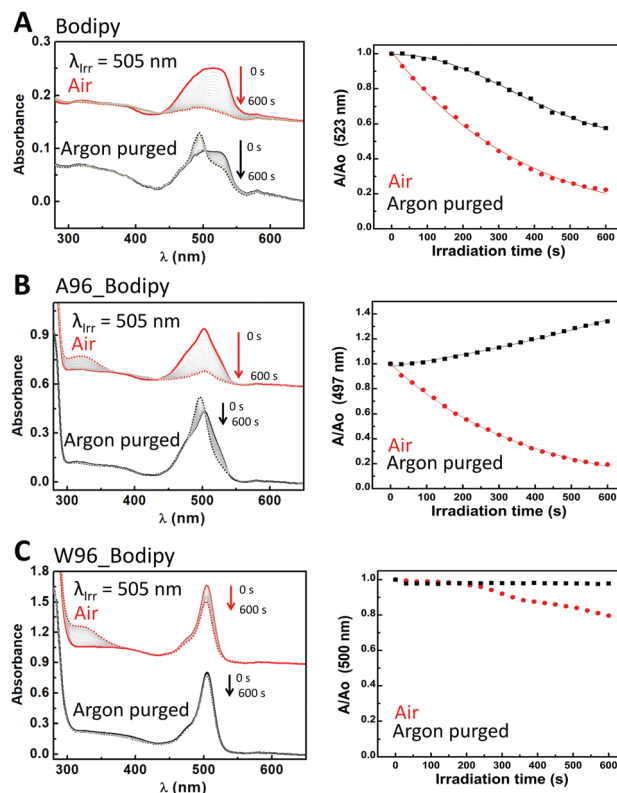 A
Bodipy
0.3
0.2
0.1
0.0
Absorbance
λIrr = 505 nm
Air
0 s
600 s
Argon purged
0 s
600 s
300 400 500 600
λ (nm)
1.0
0.8
0.6
0.4
0.2
0.0
A/Ao (523 nm)
Air
Argon purged
0 100 200 300 400 500 600
Irradiation time (s)
B
A96_Bodipy
0.9
0.6
0.3
0.0
Absorbance
λIrr = 505 nm
Air
0 s
600 s
Argon purged
0 s
600 s
300 400 500 600
λ (nm)
1.4
1.2
1.0
0.8
0.6
0.4
0.2
0.0
A/Ao (497 nm)
Air
Argon purged
0 100 200 300 400 500 600
Irradiation time (s)
C
W96_Bodipy
1.8
1.5
1.2
0.9
0.6
0.3
0.0
Absorbance
λIrr = 505 nm
Air
0 s
600 s
Argon purged
0 s
600 s
300 400 500 600
λ (nm)
1.0
0.8
0.6
0.4
0.2
0.0
A/Ao (500 nm)
Air
Argon purged
0 100 200 300 400 500 600
Irradiation time (s)